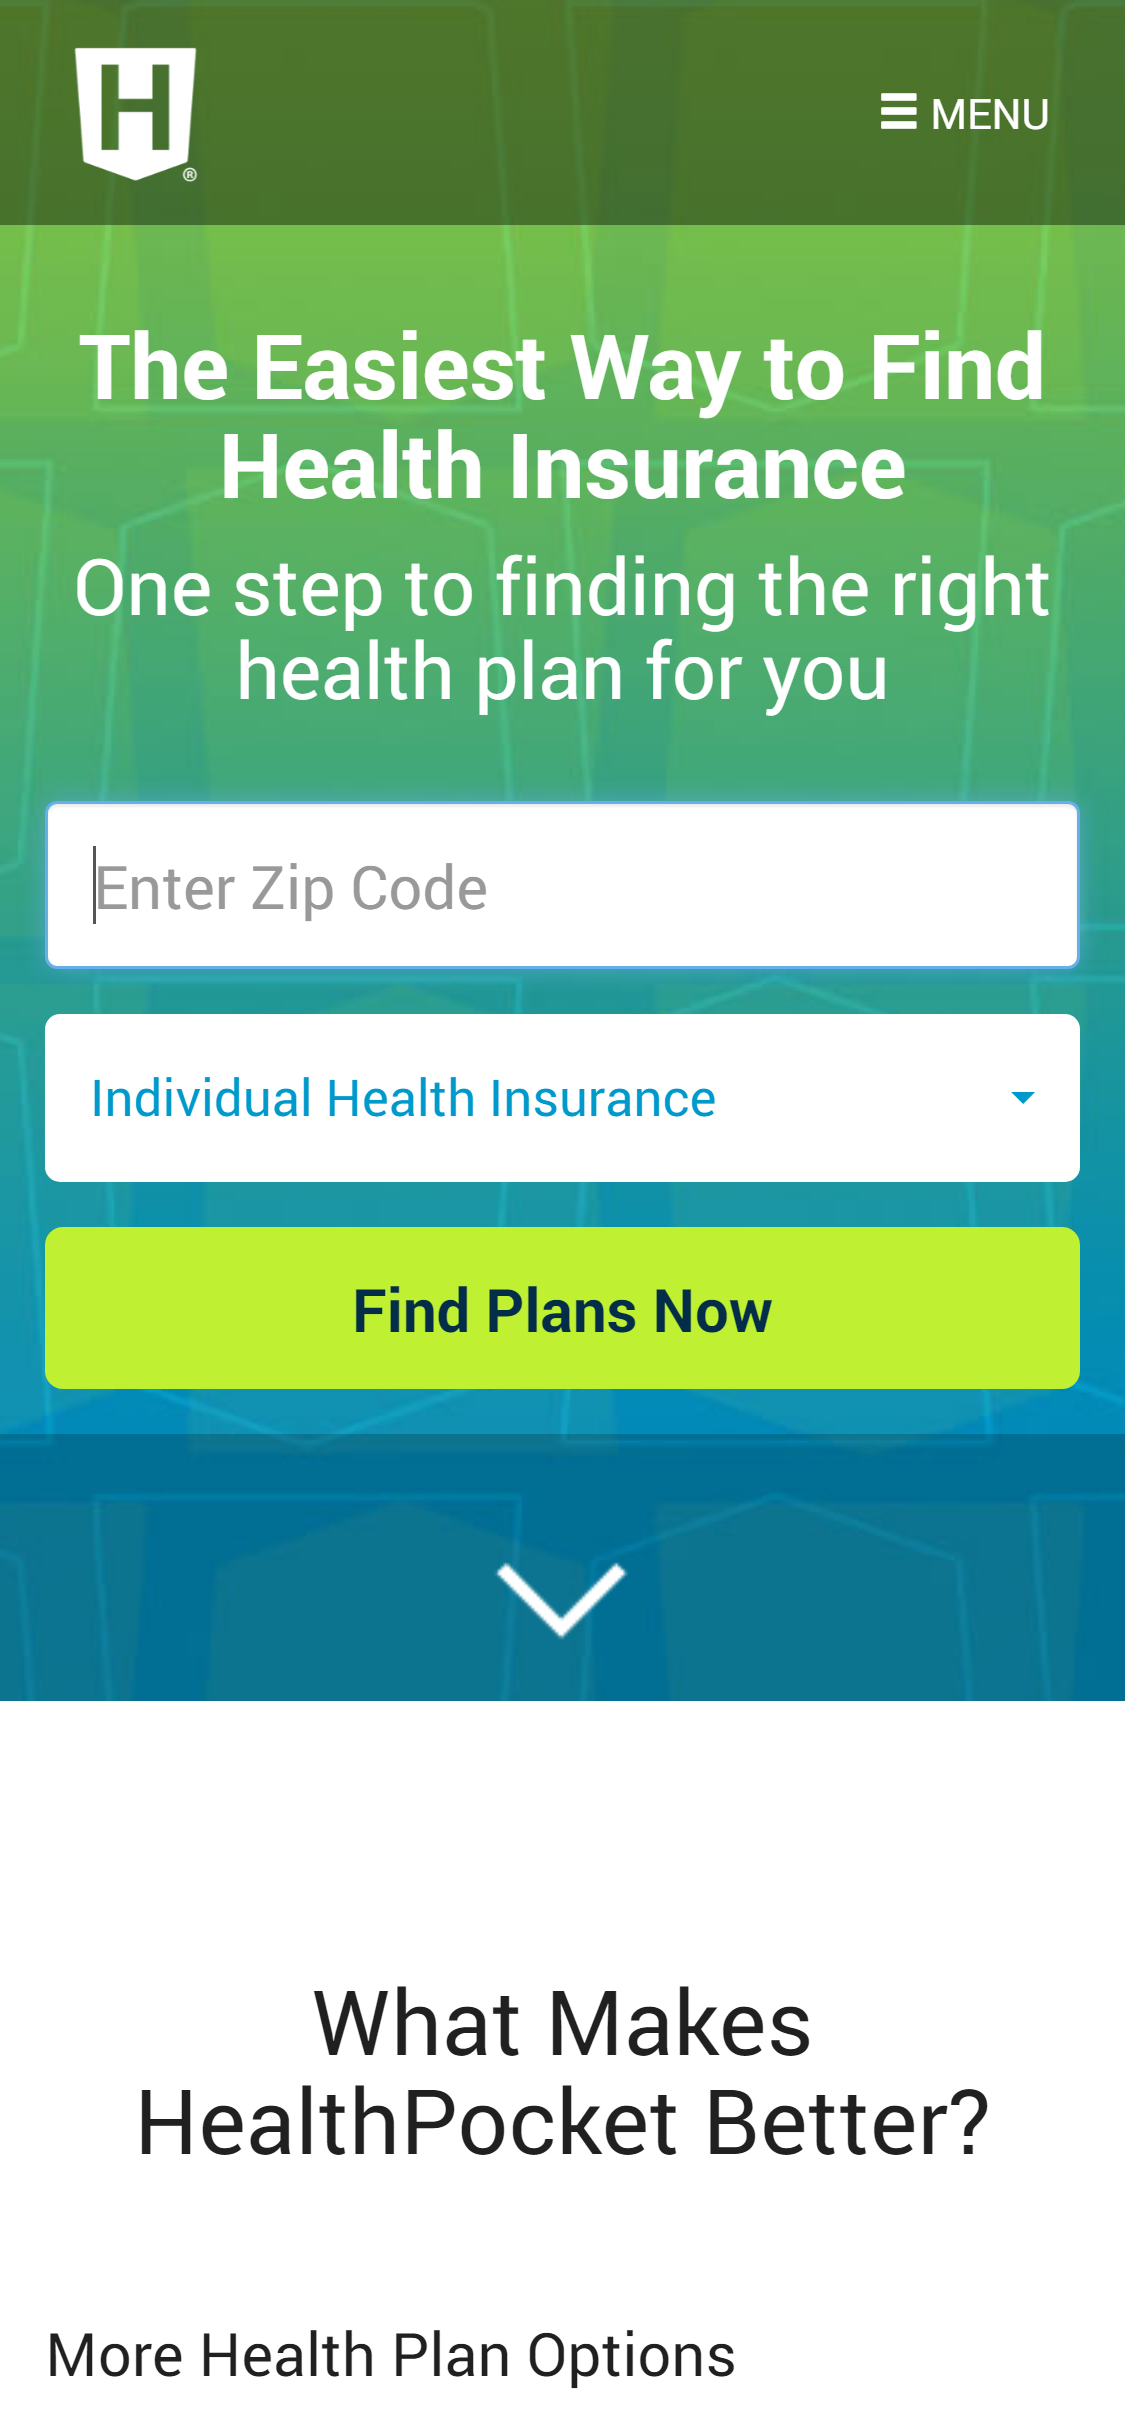 H
®
MENU
The Easiest Way to Find
Health Insurance
One step to finding the right
health plan for you
Enter Zip Code
Individual Health Insurance
Find Plans Now
What Makes
HealthPocket Better?
More Health Plan Options